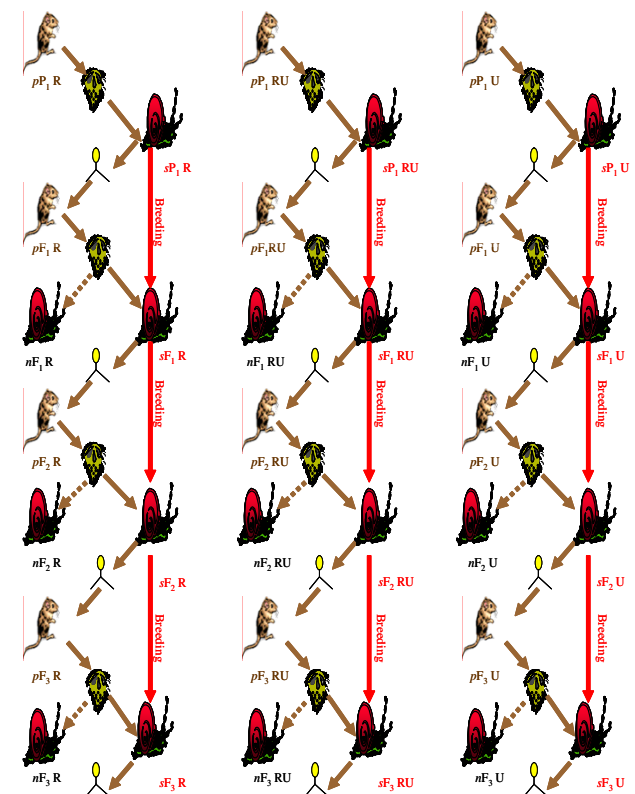 pP₁ R
pP₁ RU
pP₁ U
sP₁ R
sP₁ RU
sP₁ U
Breeding
Breeding
Breeding
pF₁ R
pF₁RU
pF₁ U
nF₁ R
sF₁ R
nF₁ RU
sF₁ RU
nF₁ U
sF₁ U
Breeding
Breeding
Breeding
pF₂ R
pF₂ RU
pF₂ U
nF₂ R
sF₂ R
nF₂ RU
sF₂ RU
nF₂ U
sF₂ U
Breeding
Breeding
Breeding
pF₃ R
pF₃ RU
pF₃ U
nF₃ R
sF₃ R
nF₃ RU
sF₃ RU
nF₃ U
sF₃ U